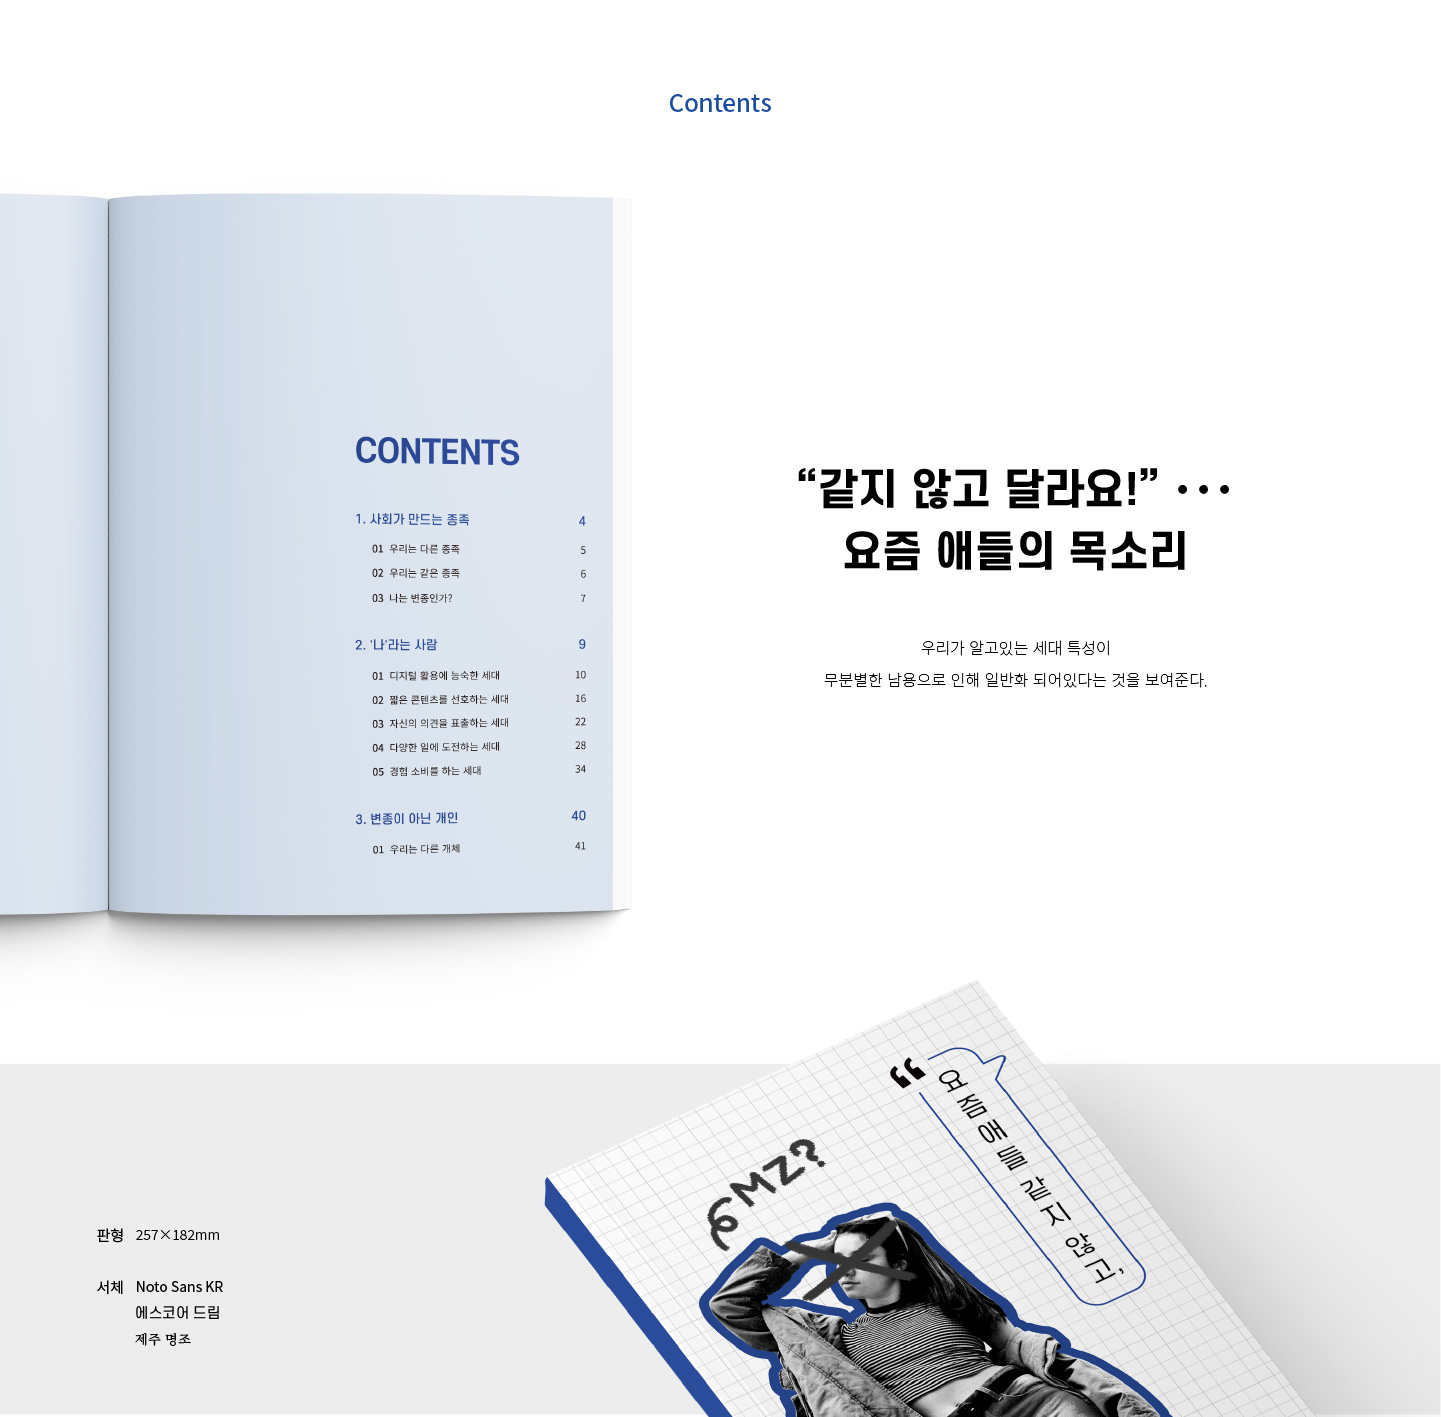 Contents
CONTENTS
1. 사회가 만드는 종족 4
01 우리는 다른 종족 5
02 우리는 같은 종족 6
03 나는 변종인가? 7
2. '나'라는 사람 9
01 디지털 활용에 능숙한 세대 10
02 짧은 콘텐츠를 선호하는 세대 16
03 자신의 의견을 표출하는 세대 22
04 다양한 일에 도전하는 세대 28
05 경험 소비를 하는 세대 34
3. 변종이 아닌 개인 40
01 우리는 다른 개체 41
“같지 않고 달라요!” ···
요즘 애들의 목소리
우리가 알고있는 세대 특성이
무분별한 남용으로 인해 일반화 되어있다는 것을 보여준다.
“요즘 애들 같지 않고,
MZ?
판형 257×182mm
서체 Noto Sans KR
에스코어 드림
제주 명조